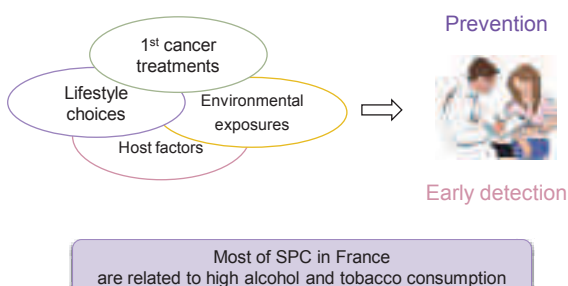 Prevention
1st cancer
treatments
Lifestyle
choices
Environmental
exposures
Host factors
Early detection
Most of SPC in France
are related to high alcohol and tobacco consumption